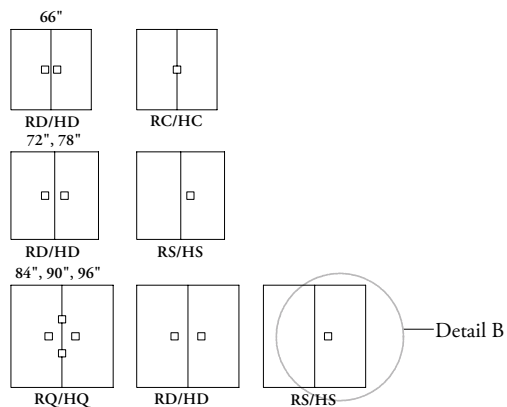 66"
RD/HD
RC/HC
72", 78"
RD/HD
RS/HS
84", 90", 96"
Detail B
RQ/HQ
RD/HD
RS/HS